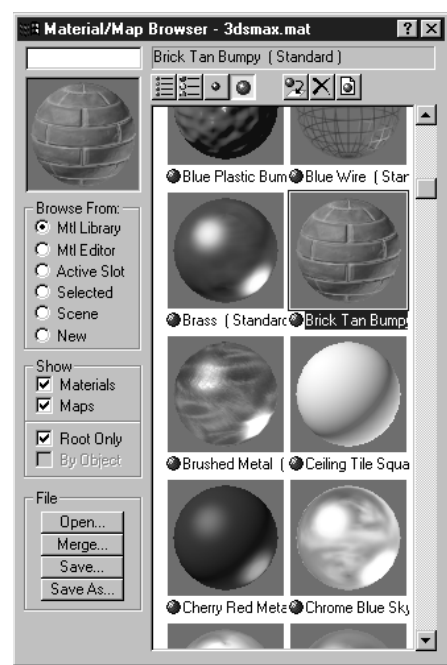 Material/Map Browser - 3dsmax.mat
Brick Tan Bumpy ( Standard )
Blue Plastic Bum
Blue Wire ( Star
Browse From:
Mtl Library
Mtl Editor
Active Slot
Selected
Scene
New
Brass ( Standarc
Brick Tan Bumpy
Show
Materials
Maps
Root Only
By Object
Brushed Metal (
Ceiling Tile Squa
File
Open...
Merge...
Save...
Save As...
Cherry Red Meta
Chrome Blue Sky